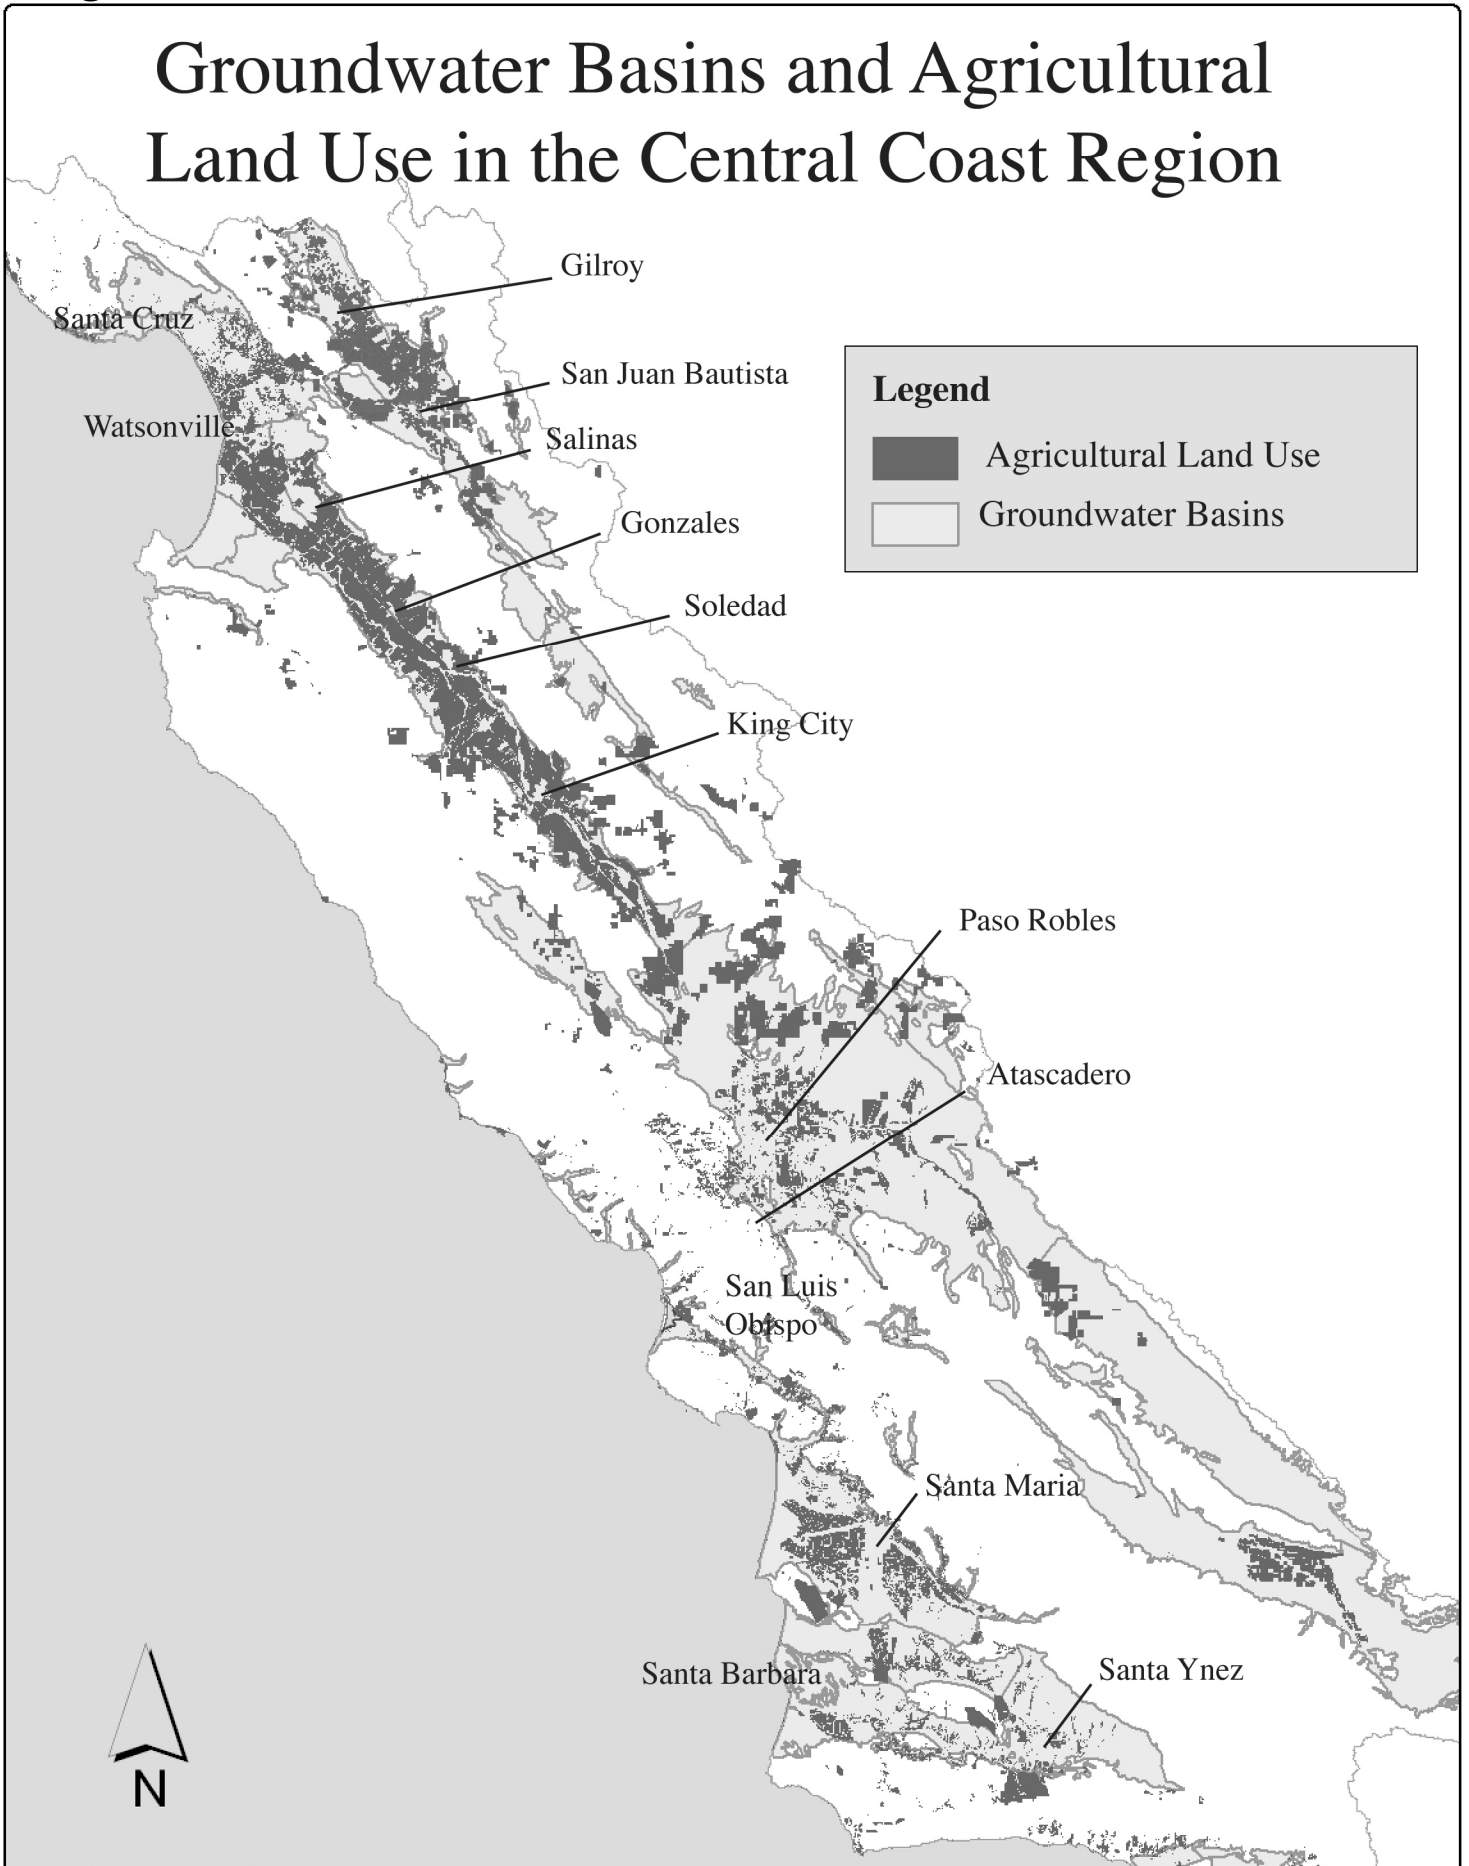 Groundwater Basins and Agricultural
Land Use in the Central Coast Region
Gilroy
Santa Cruz
San Juan Bautista
Watsonville
Salinas
Gonzales
Soledad
King City
Legend
Agricultural Land Use
Groundwater Basins
Paso Robles
Atascadero
San Luis
Obispo
Santa Maria
Santa Barbara
Santa Ynez
N